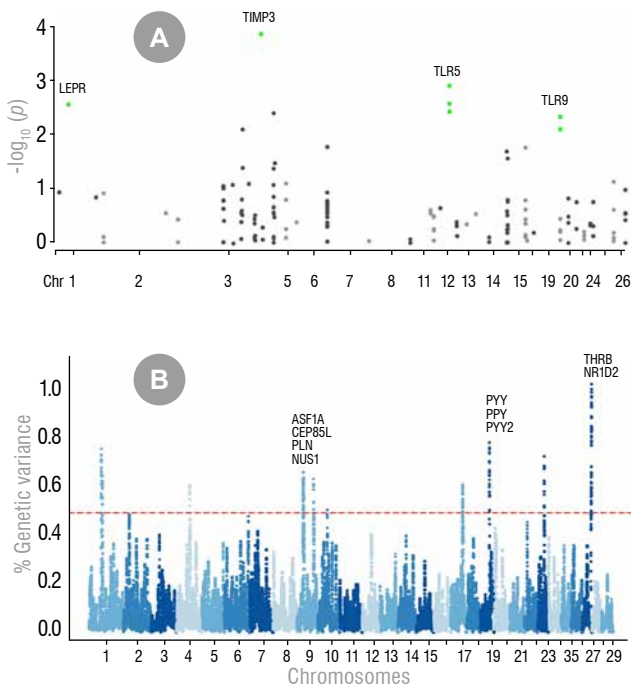 A
TIMP3
LEPR
TLR5
TLR9
-log10 (p)
4
3
2
1
0
Chr 1 2 3 5 6 7 8 11 12 13 14 15 19 20 24 26
B
THRB
NR1D2
PYY
PPY
PYY2
ASF1A
CEP85L
PLN
NUS1
% Genetic variance
1.0
0.8
0.6
0.4
0.2
0.0
1 2 3 4 5 6 7 8 9 10 11 12 13 14 15 17 19 21 23 35 27 29
Chromosomes